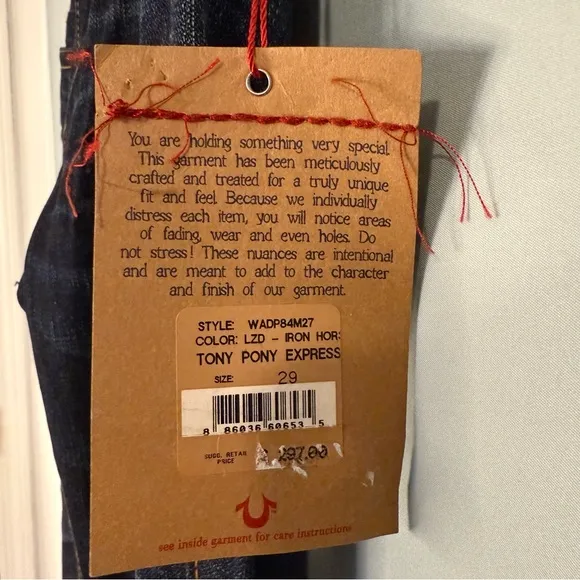 You are holding something very special.
This garment has been meticulously
crafted and treated for a truly unique
fit and feel. Because we individually
distress each item, you will notice areas
of fading, wear and even holes. Do
not stress! These nuances are intentional
and are meant to add to the character
and finish of our garment.
STYLE: WADP84M27
COLOR: LZD - IRON HORS
TONY PONY EXPRESS
SIZE: 29
8 86036 60653 5
SUGG. RETAIL 297.00
PRICE
see inside garment for care instructions